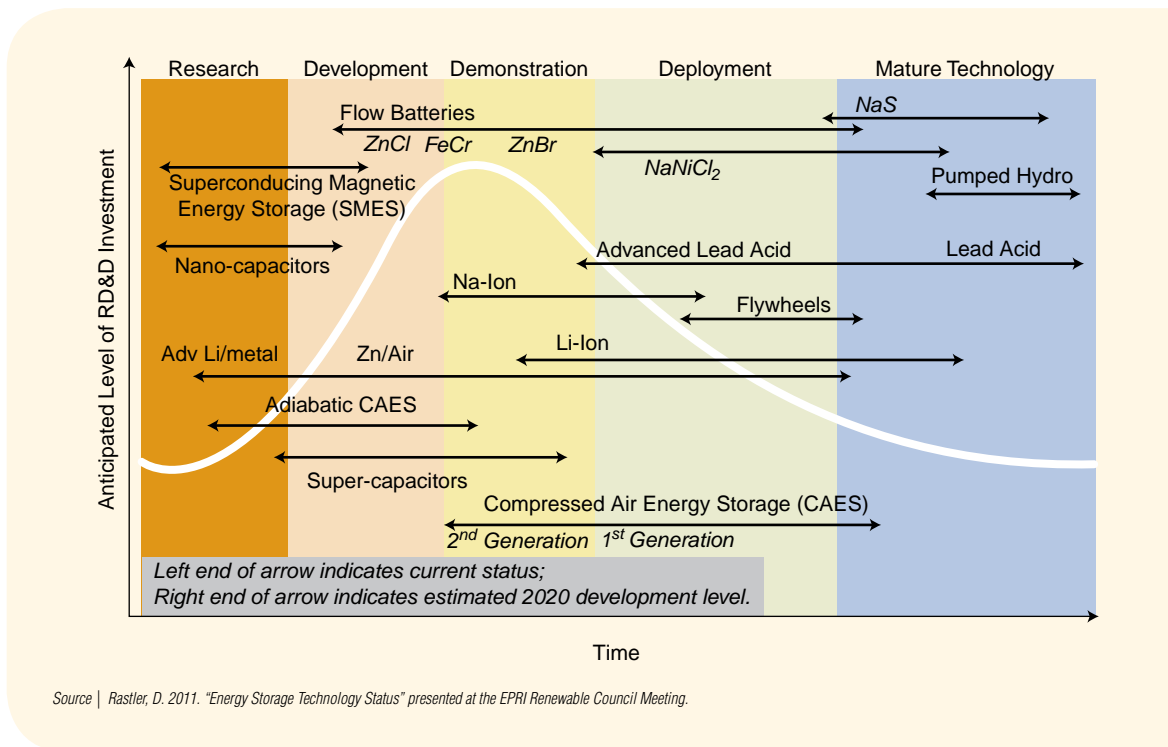 Research
Development
Demonstration
Deployment
Mature Technology
Flow Batteries
NaS
ZnCl
FeCr
ZnBr
NaNiCl2
Superconducing Magnetic
Energy Storage (SMES)
Pumped Hydro
Nano-capacitors
Advanced Lead Acid
Lead Acid
Na-Ion
Flywheels
Adv Li/metal
Zn/Air
Li-Ion
Adiabatic CAES
Super-capacitors
Compressed Air Energy Storage (CAES)
2nd Generation
1st Generation
Left end of arrow indicates current status;
Right end of arrow indicates estimated 2020 development level.
Anticipated Level of RD&D Investment
Time
Source | Rastler, D. 2011. “Energy Storage Technology Status” presented at the EPRI Renewable Council Meeting.